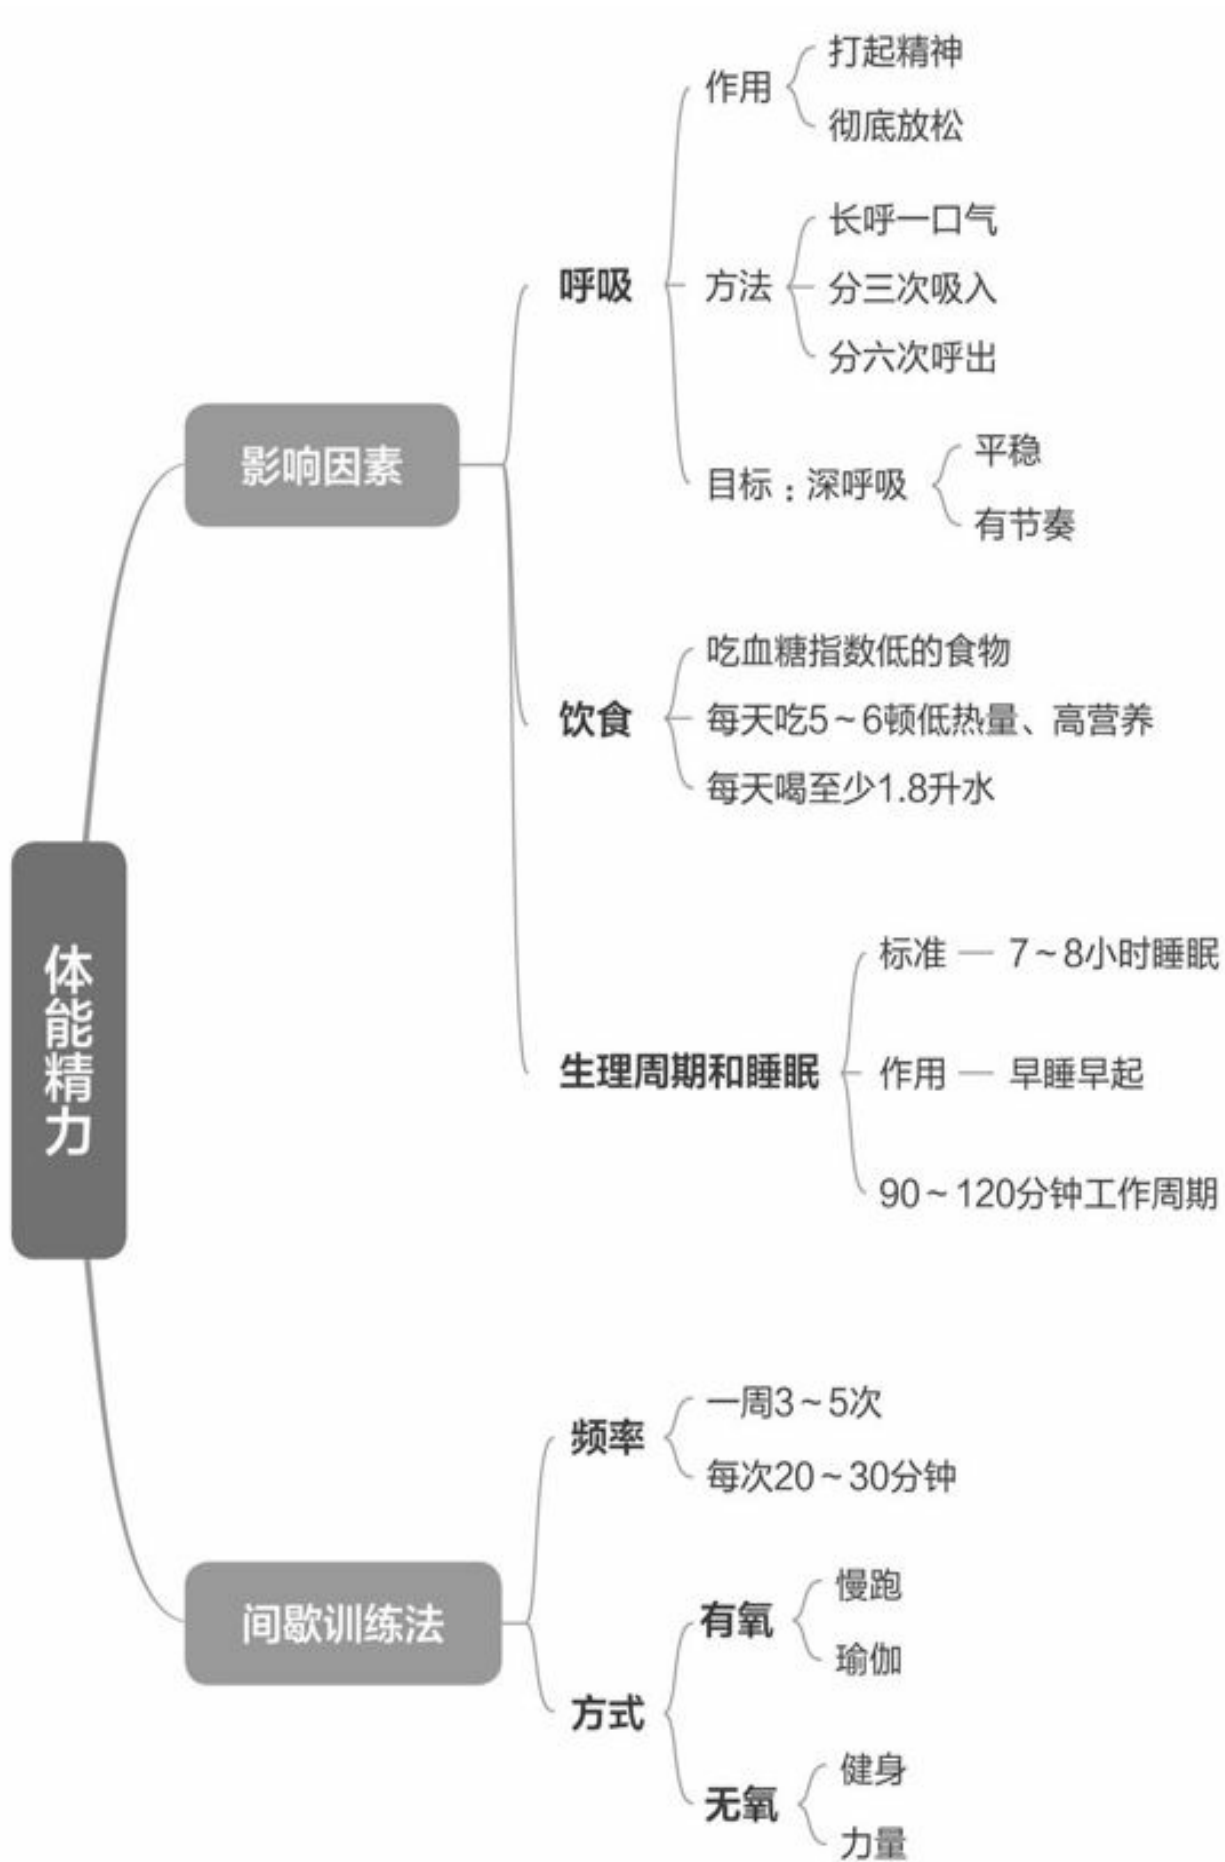 体能精力
影响因素
呼吸
作用
打起精神
彻底放松
方法
长呼一口气
分三次吸入
分六次呼出
目标：深呼吸
平稳
有节奏
饮食
吃血糖指数低的食物
每天吃5~6顿低热量、高营养
每天喝至少1.8升水
生理周期和睡眠
标准
7~8小时睡眠
作用
早睡早起
90~120分钟工作周期
间歇训练法
频率
一周3~5次
每次20~30分钟
方式
有氧
慢跑
瑜伽
无氧
健身
力量